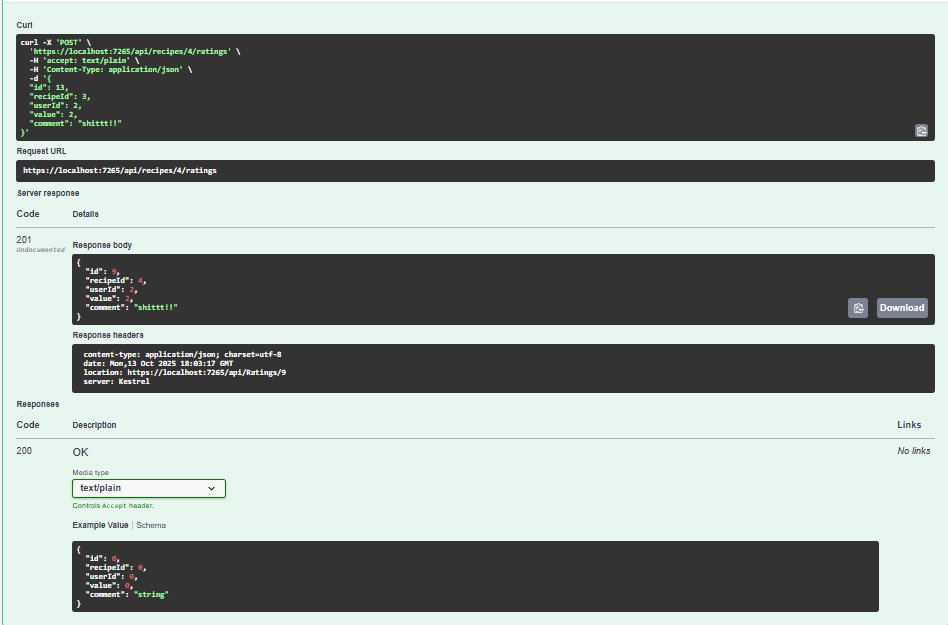 Curl
curl -X 'POST' \
'https://localhost:7265/api/recipes/4/ratings' \
-H 'accept: text/plain' \
-H 'Content-Type: application/json' \
-d '{
"id": 13,
"recipeId": 3,
"userId": 2,
"value": 2,
"comment": "shittt!!"
}'
Request URL
https://localhost:7265/api/recipes/4/ratings
Server response
Code Details
201
Undocumented
Response body
{
"id": 9,
"recipeId": 4,
"userId": 2,
"value": 2,
"comment": "shittt!!"
}
Download
Response headers
content-type: application/json; charset=utf-8
date: Mon,13 Oct 2025 18:03:17 GMT
location: https://localhost:7265/api/Ratings/9
server: Kestrel
Responses
Code Description Links
200 OK No links
Media type
text/plain
Controls Accept header.
Example Value | Schema
{
"id": 0,
"recipeId": 0,
"userId": 0,
"value": 0,
"comment": "string"
}